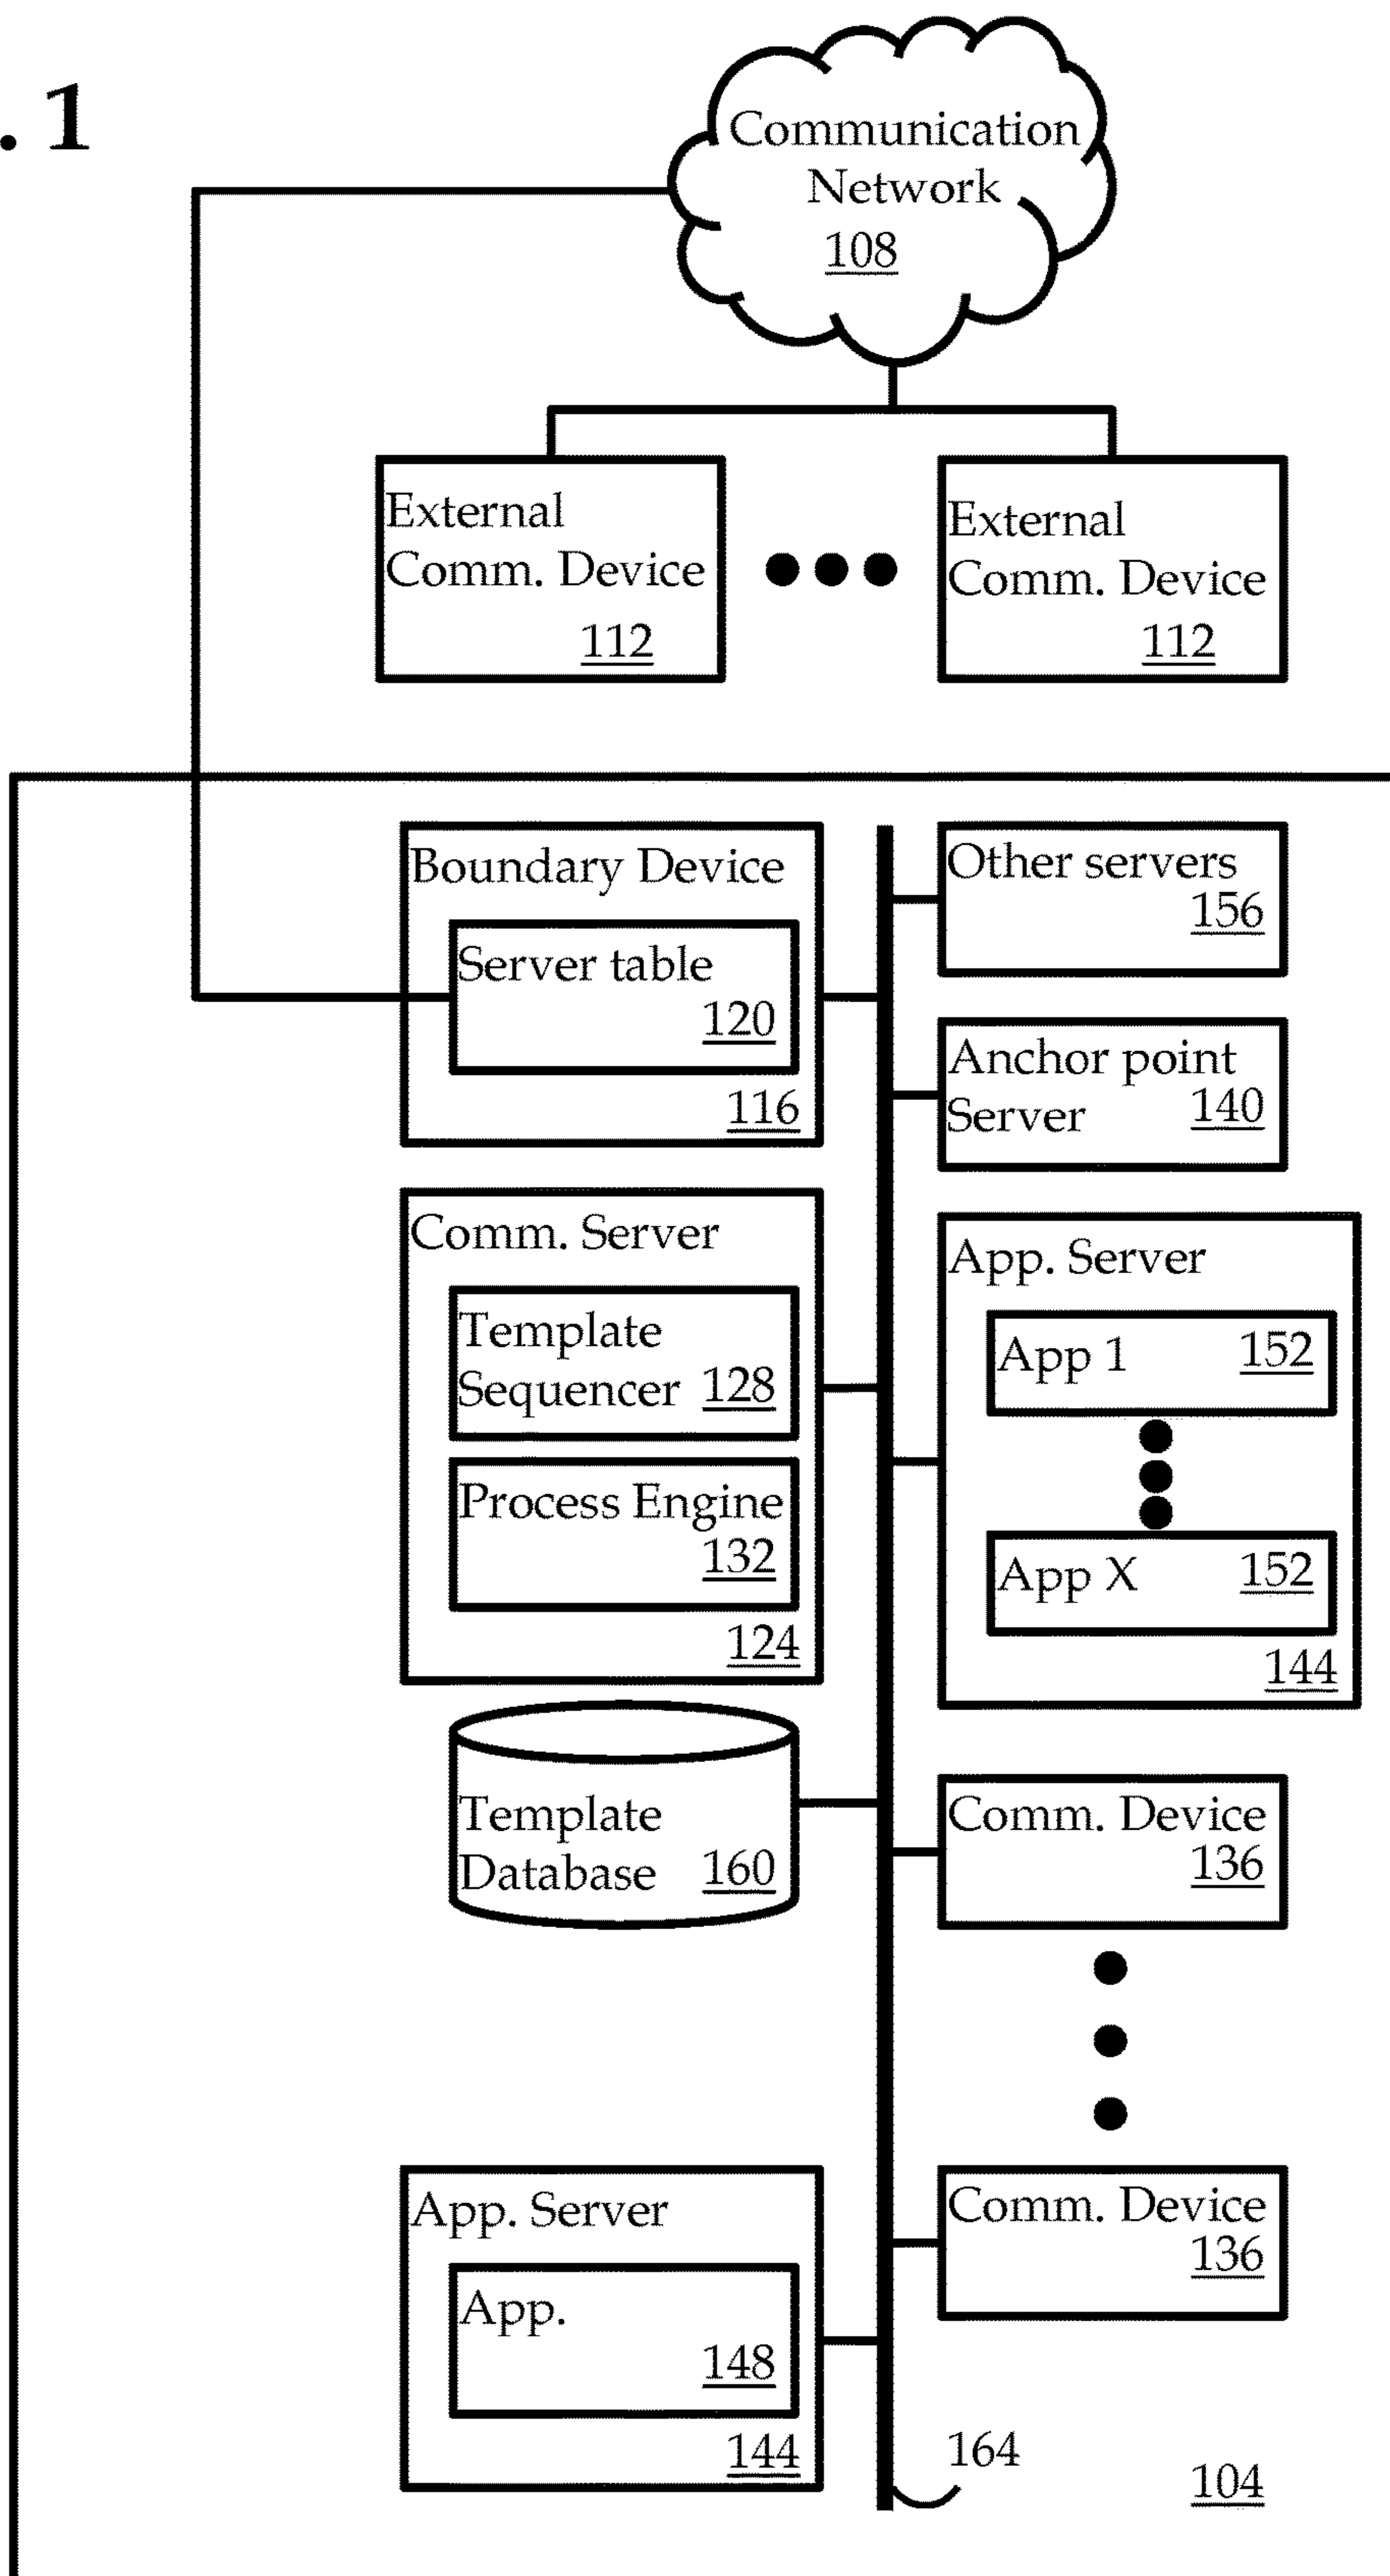 . 1
Communication
Network
108
External
Comm. Device
112
External
Comm. Device
112
Boundary Device
Server table
120
116
Other servers
156
Anchor point
Server 140
Comm. Server
Template
Sequencer 128
Process Engine
132
124
App. Server
App 1 152
App X 152
144
Template
Database 160
Comm. Device
136
Comm. Device
136
App. Server
App.
148
144
164
104